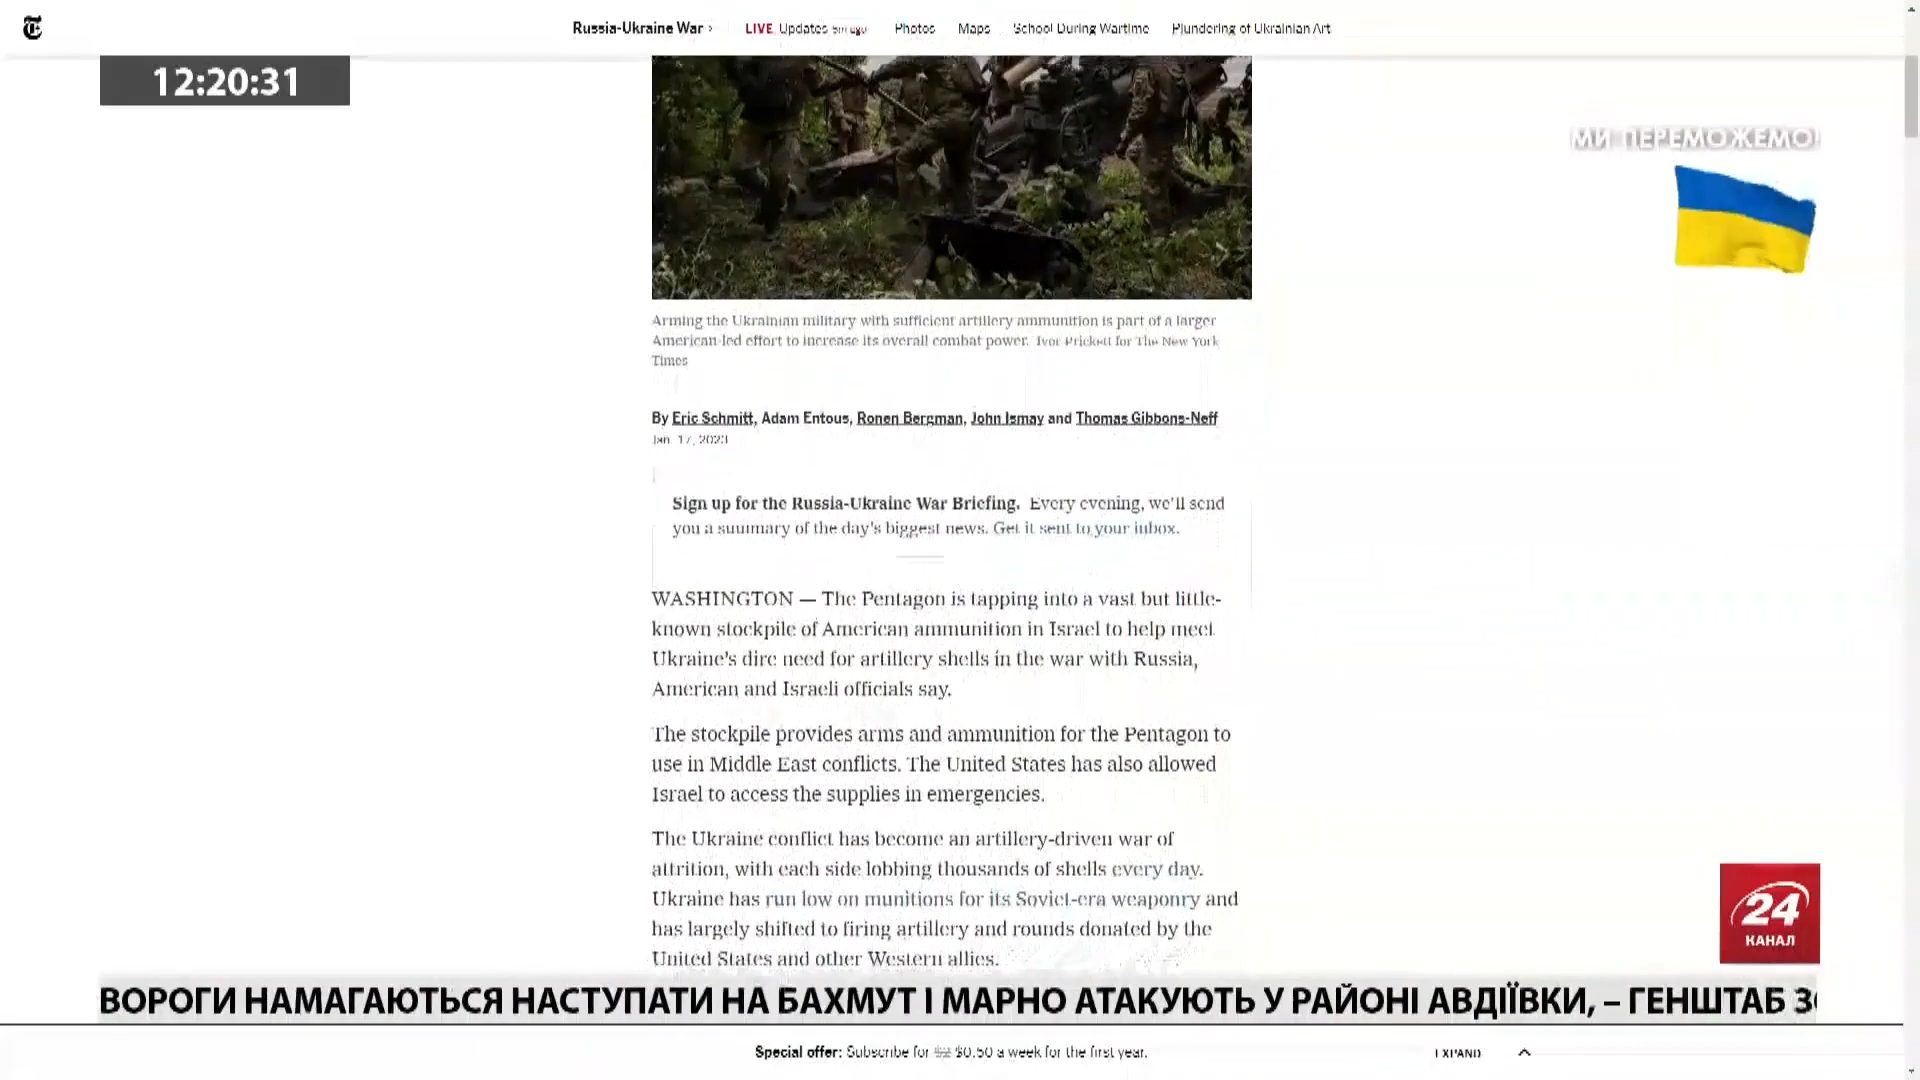 Russia-Ukraine War
LIVE Updates 5m ago
Photos
Maps
School During Wartime
Plundering of Ukrainian Art
12:20:31
МИ ПЕРЕМОЖЕМО!
Arming the Ukrainian military with sufficient artillery ammunition is part of a larger
American-led effort to increase its overall combat power. Ivor Prickett for The New York
Times
By Eric Schmitt, Adam Entous, Ronen Bergman, John Ismay and Thomas Gibbons-Neff
Jan. 17, 2023
Sign up for the Russia-Ukraine War Briefing. Every evening, we'll send
you a summary of the day's biggest news. Get it sent to your inbox.
WASHINGTON — The Pentagon is tapping into a vast but little-
known stockpile of American ammunition in Israel to help meet
Ukraine's dire need for artillery shells in the war with Russia,
American and Israeli officials say.
The stockpile provides arms and ammunition for the Pentagon to
use in Middle East conflicts. The United States has also allowed
Israel to access the supplies in emergencies.
The Ukraine conflict has become an artillery-driven war of
attrition, with each side lobbing thousands of shells every day.
Ukraine has run low on munitions for its Soviet-era weaponry and
has largely shifted to firing artillery and rounds donated by the
United States and other Western allies.
24
КАНАЛ
ВОРОГИ НАМАГАЮТЬСЯ НАСТУПАТИ НА БАХМУТ І МАРНО АТАКУЮТЬ У РАЙОНІ АВДІЇВКИ, – ГЕНШТАБ
Special offer: Subscribe for $2 $0.50 a week for the first year.
EXPAND